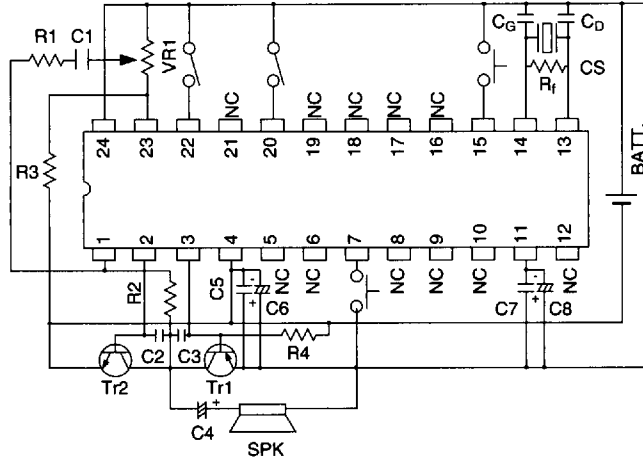 R1 C1 VR1 CG CD
Rf CS
NC NC NC NC NC
24 23 22 21 20 19 18 17 16 15 14 13
R3
BATT.
1 2 3 4 5 6 7 8 9 10 11 12
R2 C5 - + C6 NC NC NC NC NC C7 - + C8 NC
C2 C3 R4
Tr2 Tr1
C4 +
SPK